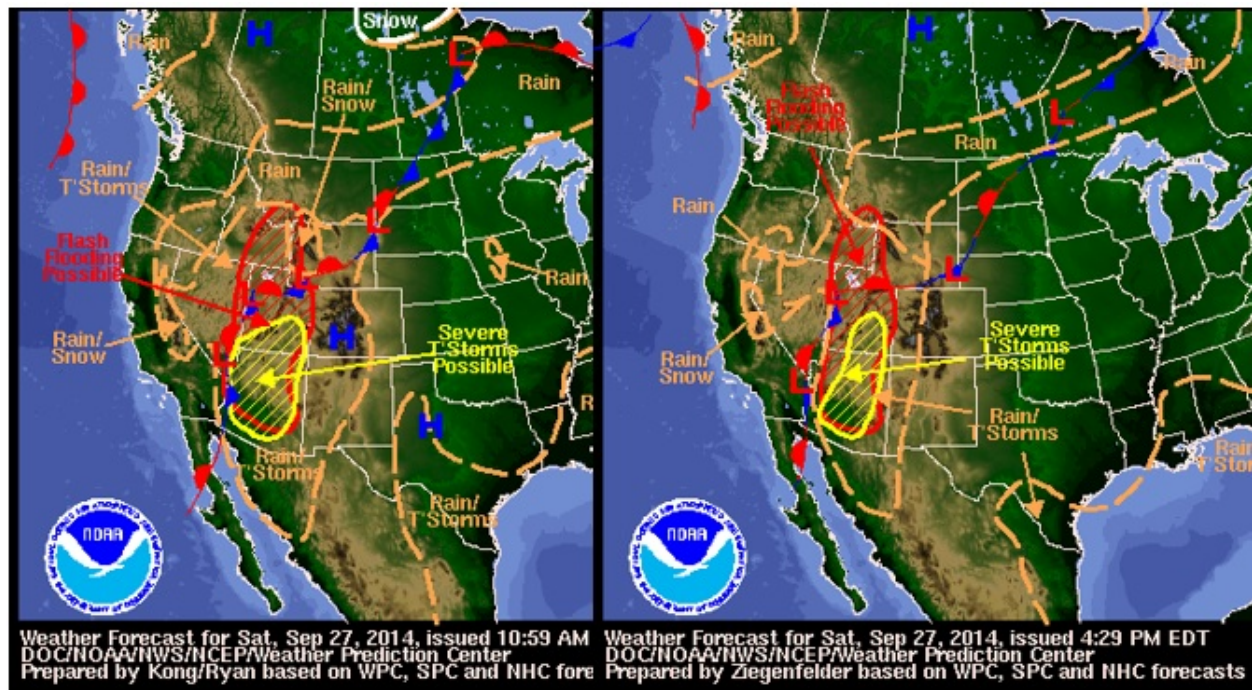 Snow
Rain
H
L
Rain/
Snow
Rain
Rain/
T'Storms
Rain
L
Flash
Flooding
Possible
L
L
Rain
Rain/
Snow
L
H
Severe
T'Storms
Possible
H
R
Rain/
T'Storms
Rain/
T'Storms
NOAA
Weather Forecast for Sat, Sep 27, 2014, issued 10:59 AM
DOC/NOAA/NWS/NCEP/Weather Prediction Center
Prepared by Kong/Ryan based on WPC, SPC and NHC fore
Rain
H
Rain
Flash
Flooding
Possible
L
Rain
Rain
L
L
Rain/
Snow
L
Severe
T'Storms
Possible
Rain/
T'Storms
Rain
T'Storm
NOAA
Weather Forecast for Sat, Sep 27, 2014, issued 4:29 PM EDT
DOC/NOAA/NWS/NCEP/Weather Prediction Center
Prepared by Ziegenfelder based on WPC, SPC and NHC forecasts